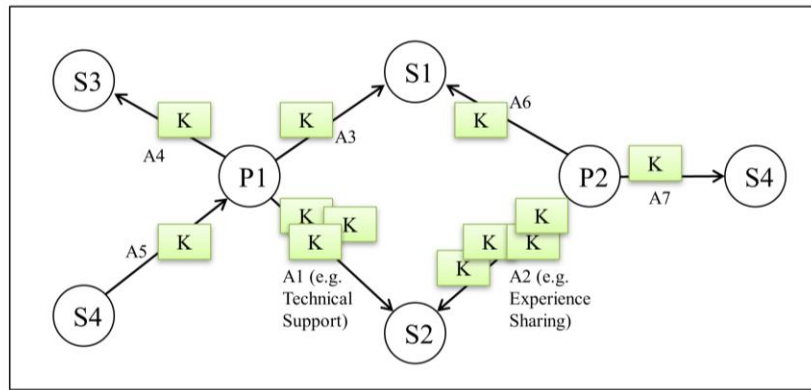 S3
S1
K
K
K
A6
A4
A3
P1
P2
K
S4
A7
K
K
K
K
A5
K
K
K
K
A1 (e.g.
Technical
Support)
A2 (e.g.
Experience
Sharing)
S4
S2